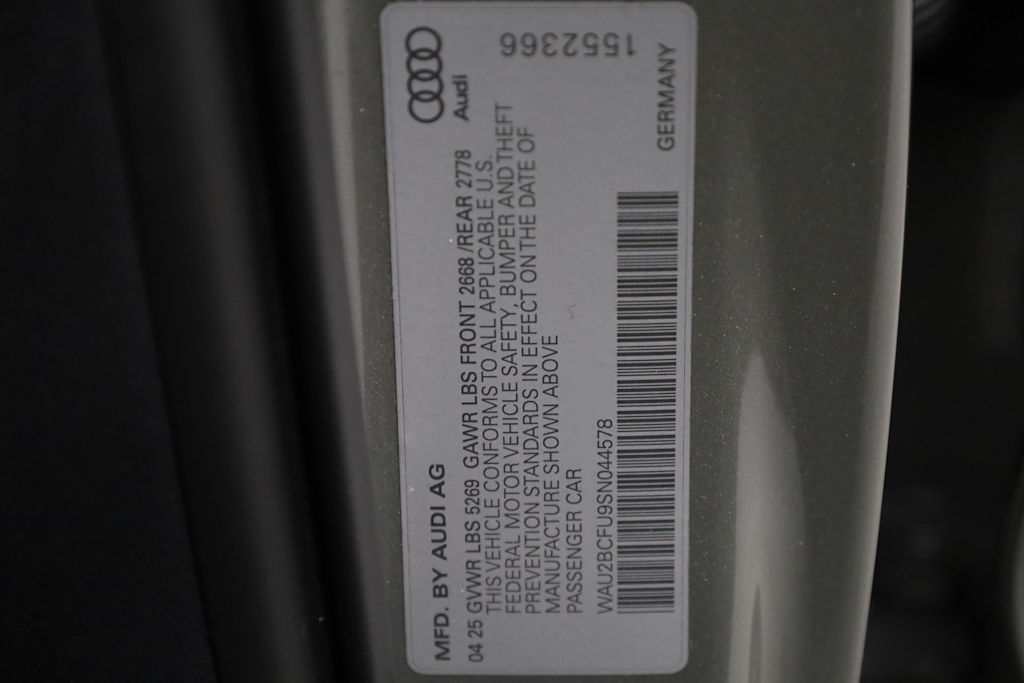 MFD. BY AUDI AG
04 25 GVWR LBS 5269 GAWR LBS FRONT 2668 /REAR 2778
THIS VEHICLE CONFORMS TO ALL APPLICABLE U.S.
FEDERAL MOTOR VEHICLE SAFETY, BUMPER AND THEFT
PREVENTION STANDARDS IN EFFECT ON THE DATE OF
MANUFACTURE SHOWN ABOVE
PASSENGER CAR
WAU2BCFU9SN044578
Audi
1552366
GERMANY